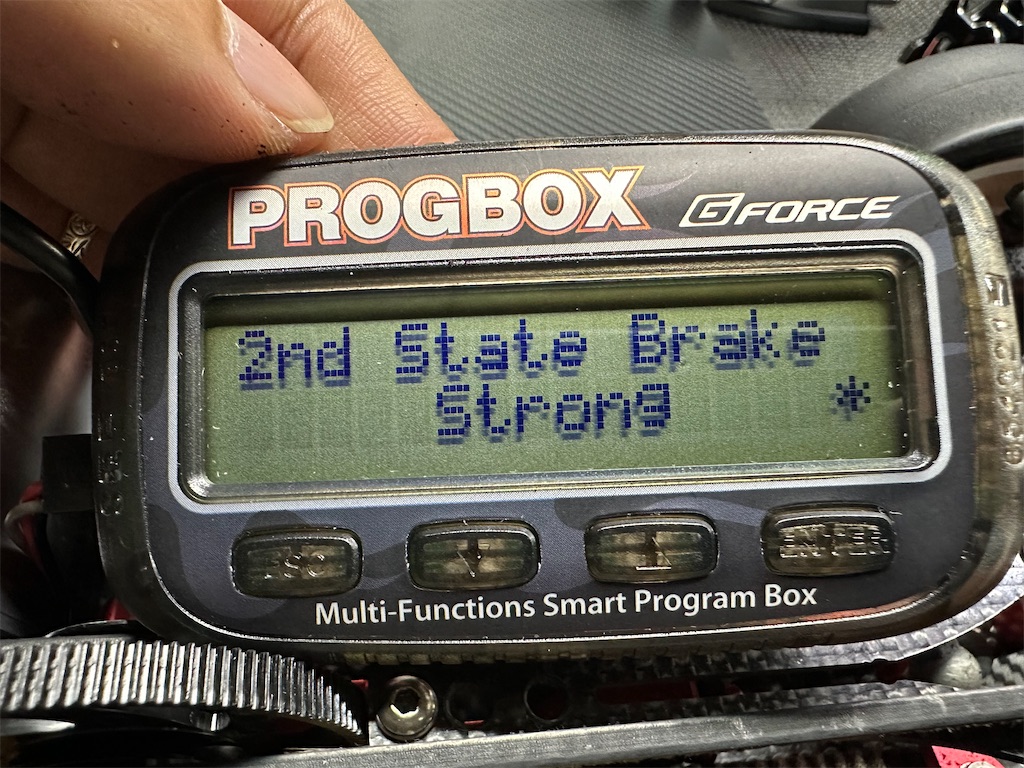 PROGBOX GFORCE
2nd State Brake
Strong *
ESC ENTER
Multi-Functions Smart Program Box